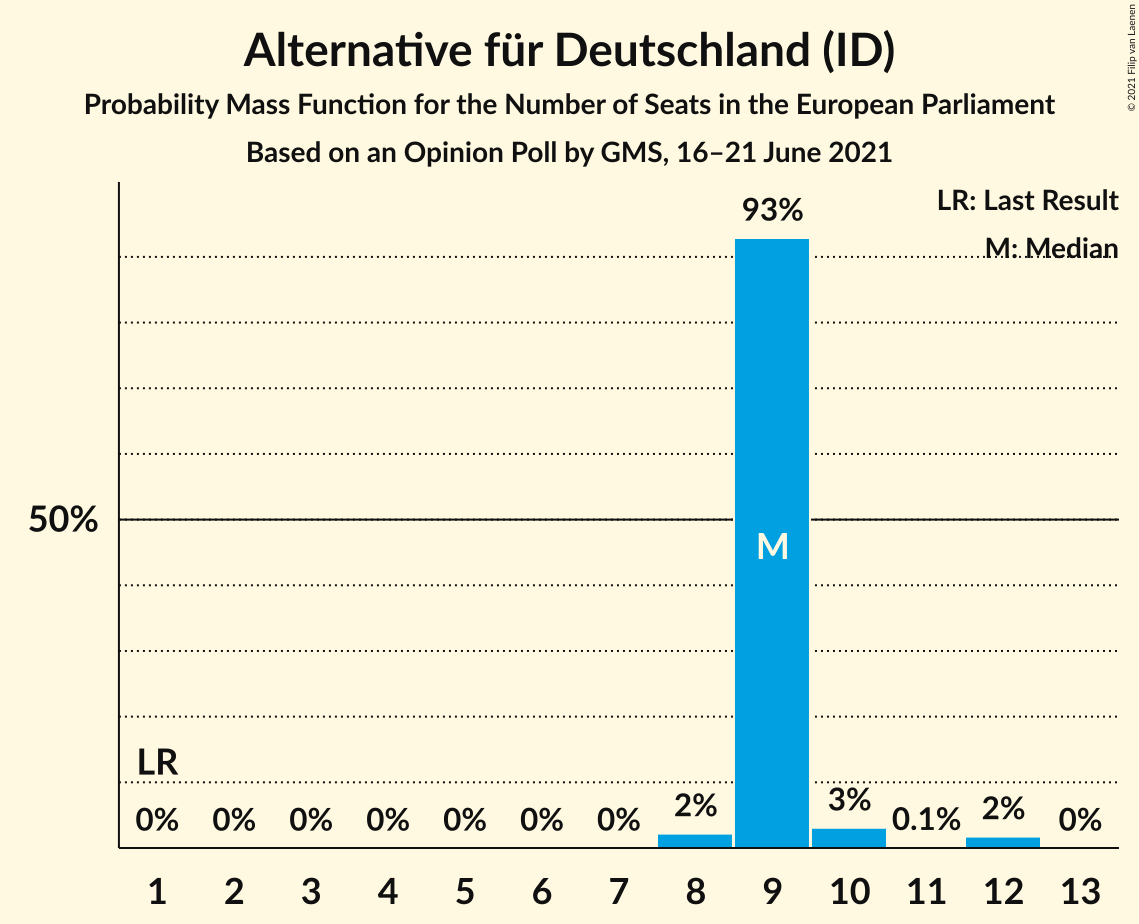 Alternative für Deutschland (ID)
Probability Mass Function for the Number of Seats in the European Parliament
Based on an Opinion Poll by GMS, 16–21 June 2021
© 2021 Filip van Laenen
LR: Last Result
M: Median
93%
50%
M
LR
0% 0% 0% 0% 0% 0% 0% 2% 3% 0.1% 2% 0%
1 2 3 4 5 6 7 8 9 10 11 12 13